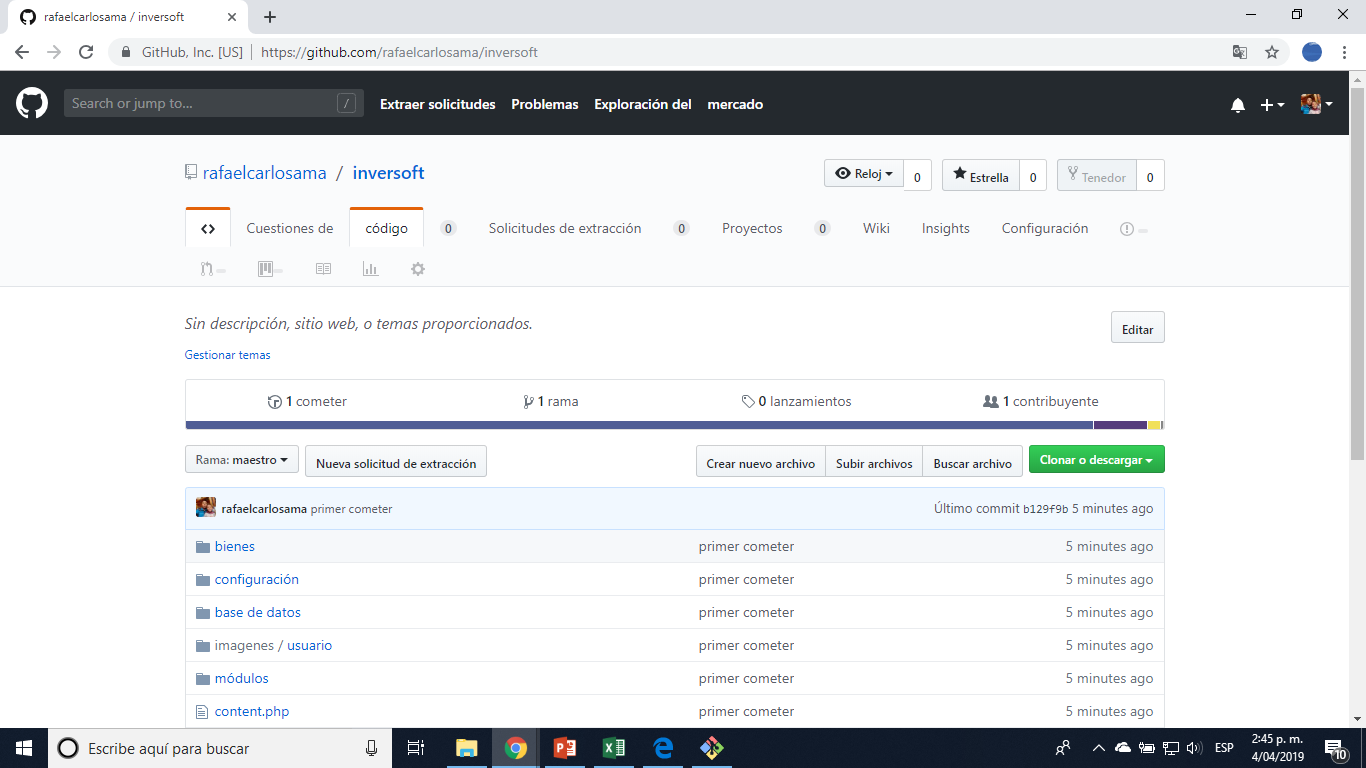 rafaelcarlosama / inversoft
GitHub, Inc. [US] https://github.com/rafaelcarlosama/inversoft
Search or jump to... / Extraer solicitudes Problemas Exploración del mercado
rafaelcarlosama / inversoft Reloj 0 Estrella 0 Tenedor 0
<> Cuestiones de código 0 Solicitudes de extracción 0 Proyectos 0 Wiki Insights Configuración
Sin descripción, sitio web, o temas proporcionados. Editar
Gestionar temas
1 cometer 1 rama 0 lanzamientos 1 contribuyente
Rama: maestro Nueva solicitud de extracción Crear nuevo archivo Subir archivos Buscar archivo Clonar o descargar
rafaelcarlosama primer cometer Último commit b129f9b 5 minutes ago
bienes primer cometer 5 minutes ago
configuración primer cometer 5 minutes ago
base de datos primer cometer 5 minutes ago
imagenes / usuario primer cometer 5 minutes ago
módulos primer cometer 5 minutes ago
content.php primer cometer 5 minutes ago
Escribe aquí para buscar ESP 2:45 p. m.
4/04/2019 10